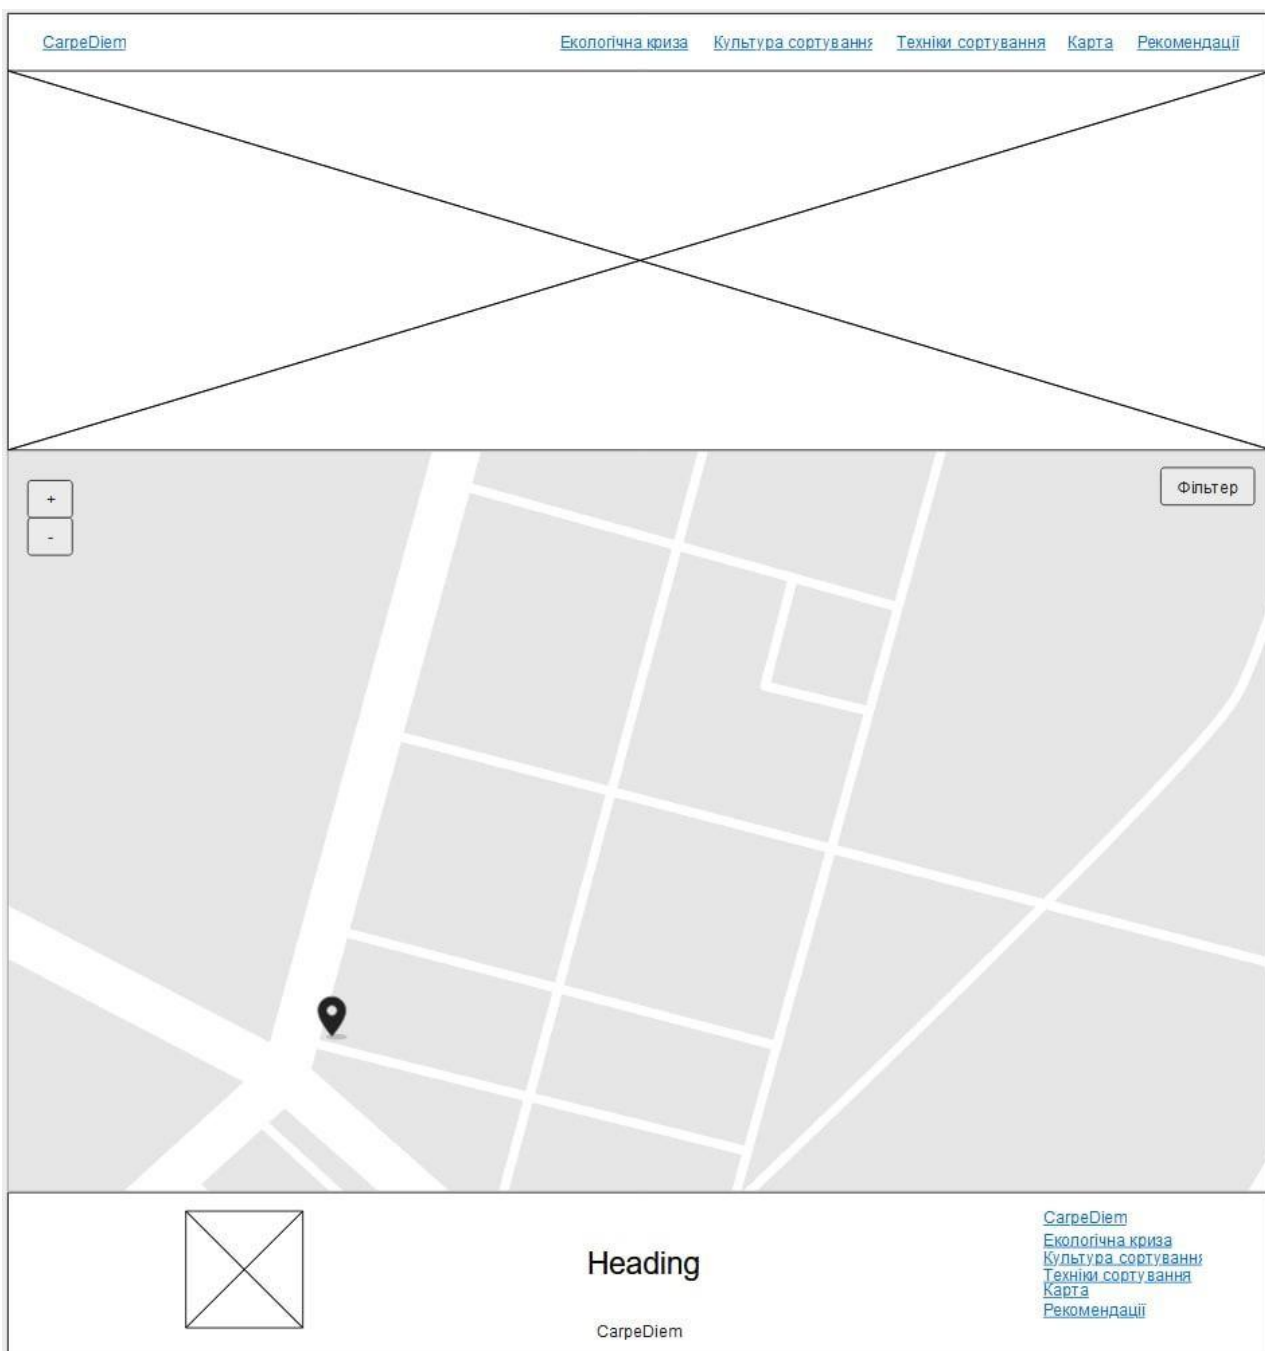 CarpeDiem Екологічна криза Культура сортування Техніки сортування Карта Рекомендації
+
Фільтер
-
Heading
CarpeDiem
CarpeDiem
Екологічна криза
Культура сортування
Техніки сортування
Карта
Рекомендації